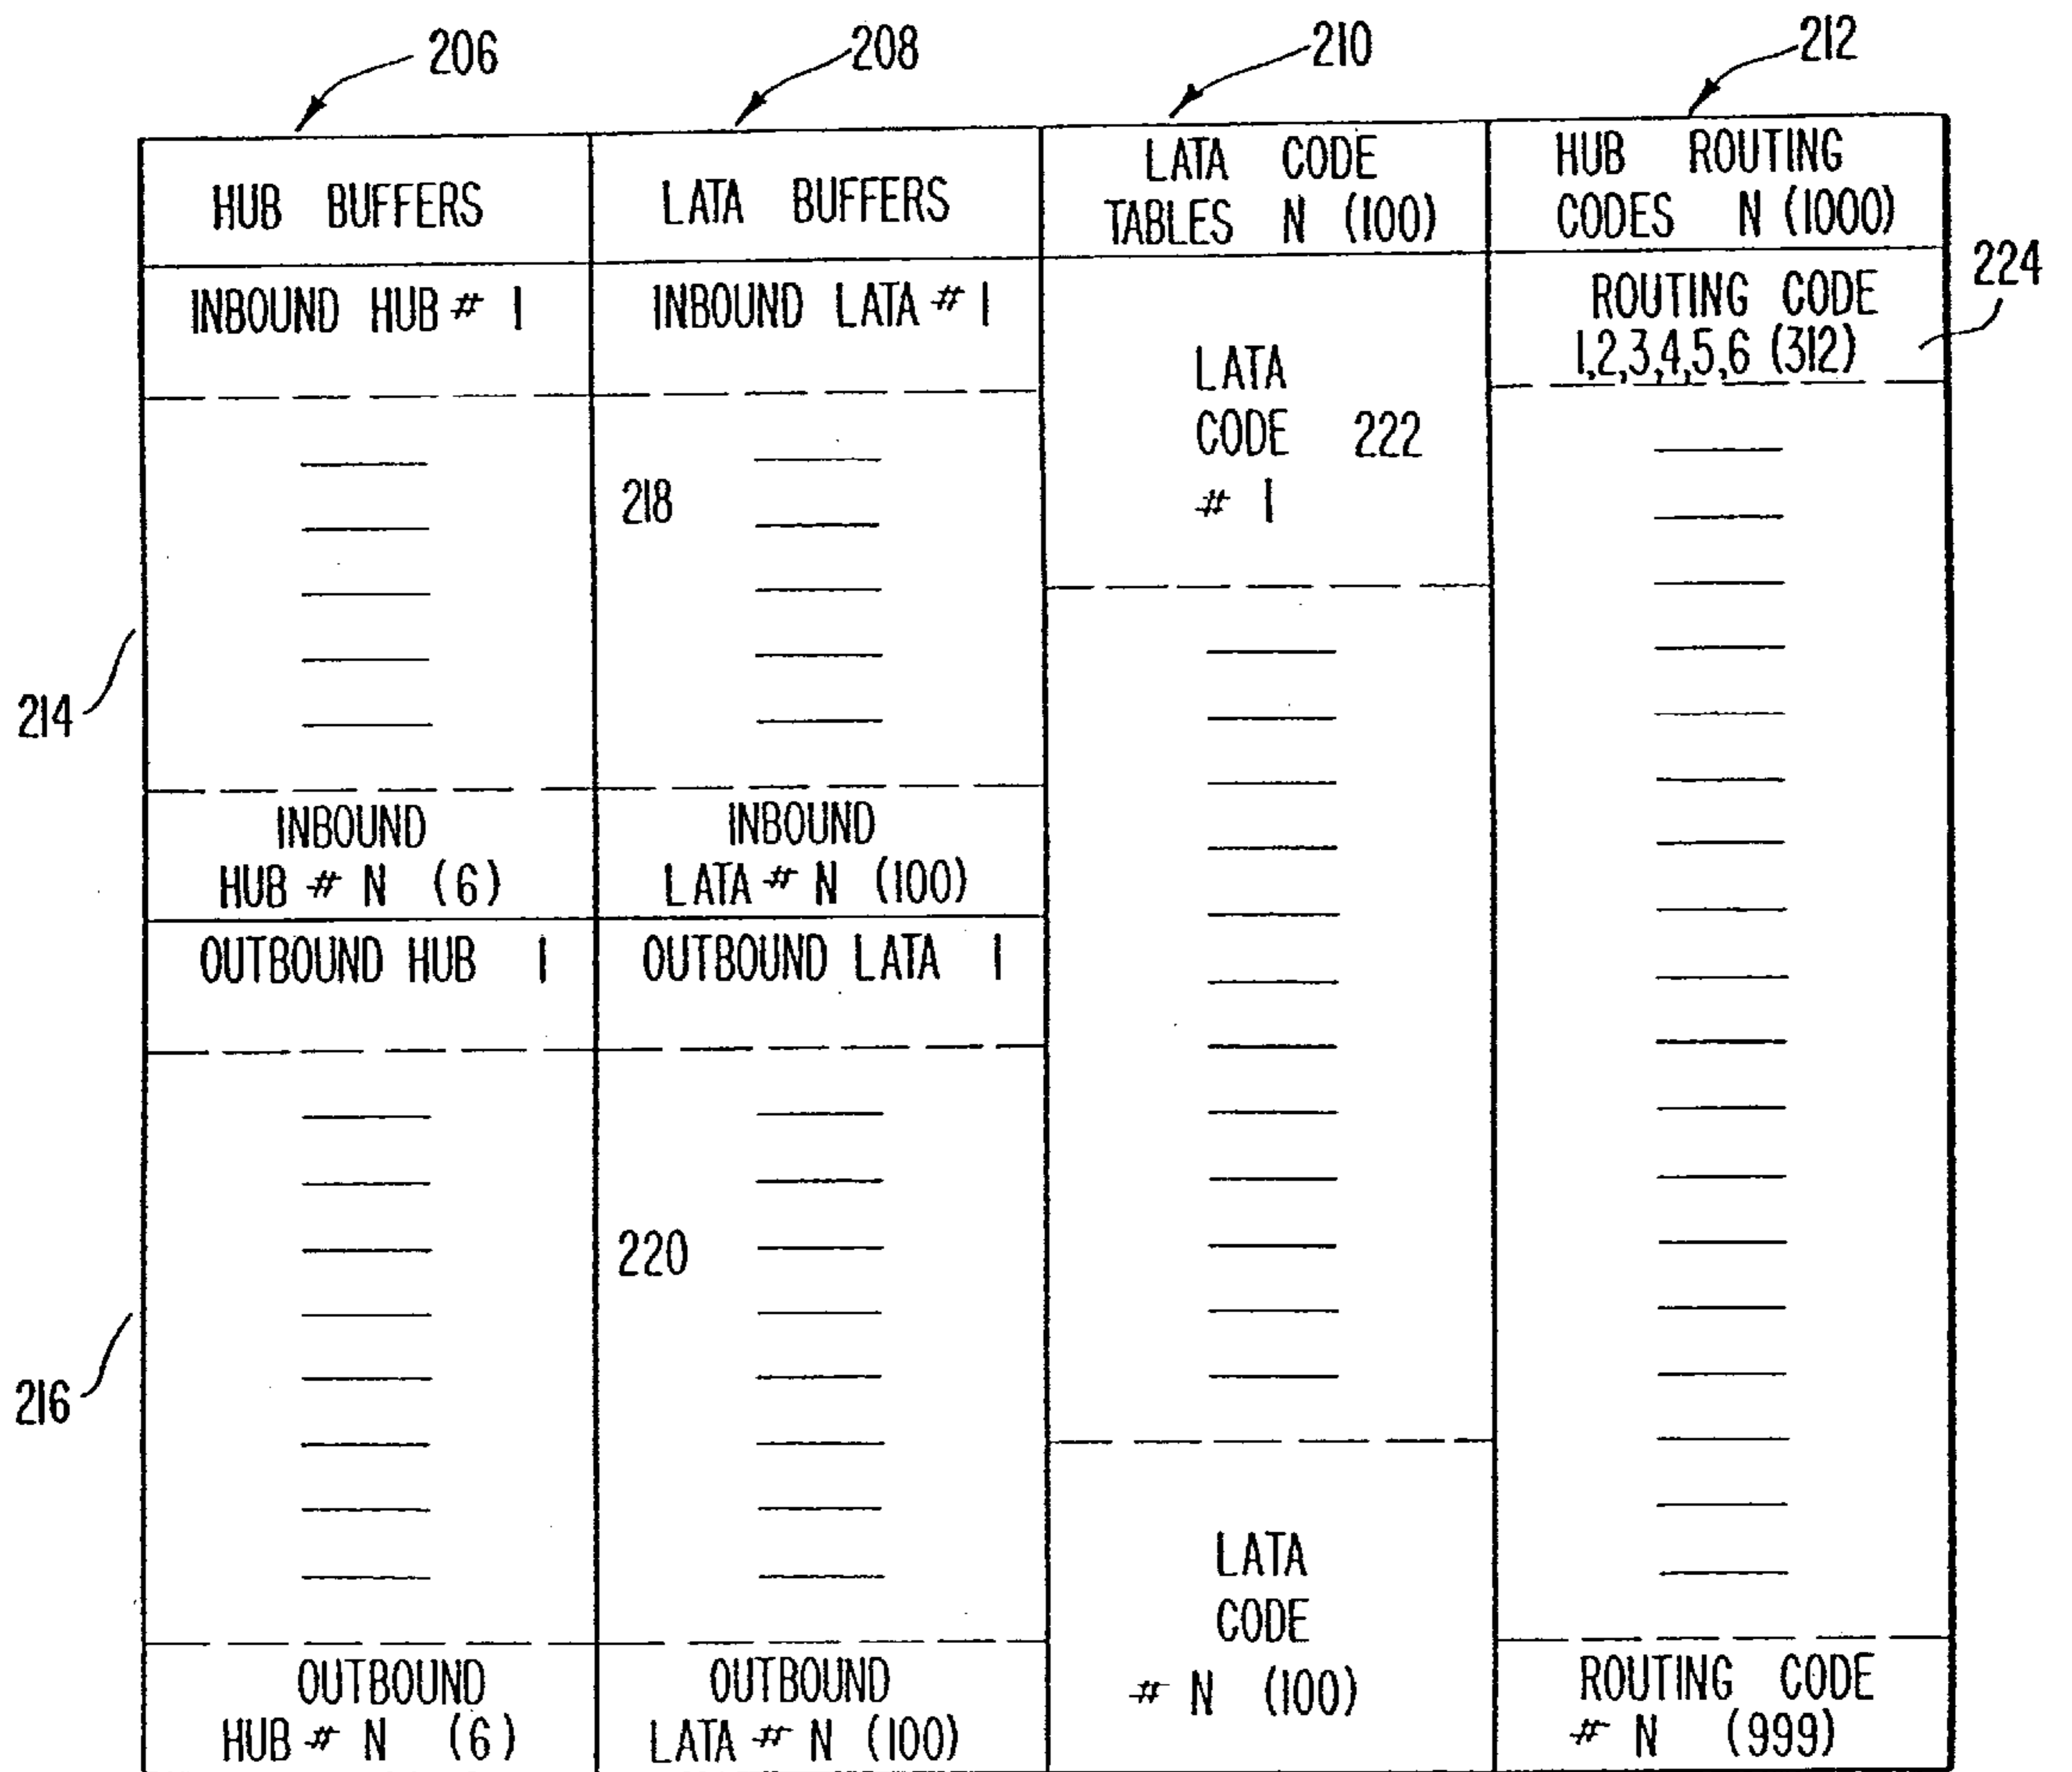 206
208
210
212
HUB BUFFERS
LATA BUFFERS
LATA CODE
TABLES N (100)
HUB ROUTING
CODES N (1000)
INBOUND HUB # 1
INBOUND LATA # 1
LATA
CODE 222
# 1
ROUTING CODE
1,2,3,4,5,6 (312)
224
218
214
INBOUND
HUB # N (6)
INBOUND
LATA # N (100)
OUTBOUND HUB 1
OUTBOUND LATA 1
220
216
OUTBOUND
HUB # N (6)
OUTBOUND
LATA # N (100)
LATA
CODE
# N (100)
ROUTING CODE
# N (999)